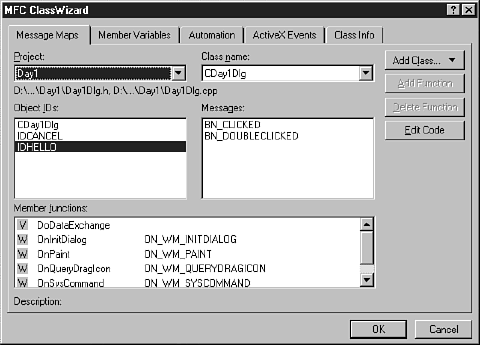 MFC ClassWizard
Message Maps Member Variables Automation ActiveX Events Class Info
Project: Class name:
Day1 CDay1Dlg
Add Class...
D:\...\Day1\Day1Dlg.h, D:\...\Day1\Day1Dlg.cpp
Add Function
Object IDs: Messages:
Delete Function
CDay1Dlg BN_CLICKED
IDCANCEL BN_DOUBLECLICKED
Edit Code
IDHELLO
Member functions:
V DoDataExchange
W OnInitDialog ON_WM_INITDIALOG
W OnPaint ON_WM_PAINT
W OnQueryDragIcon ON_WM_QUERYDRAGICON
W OnSysCommand ON_WM_SYSCOMMAND
Description:
OK Cancel